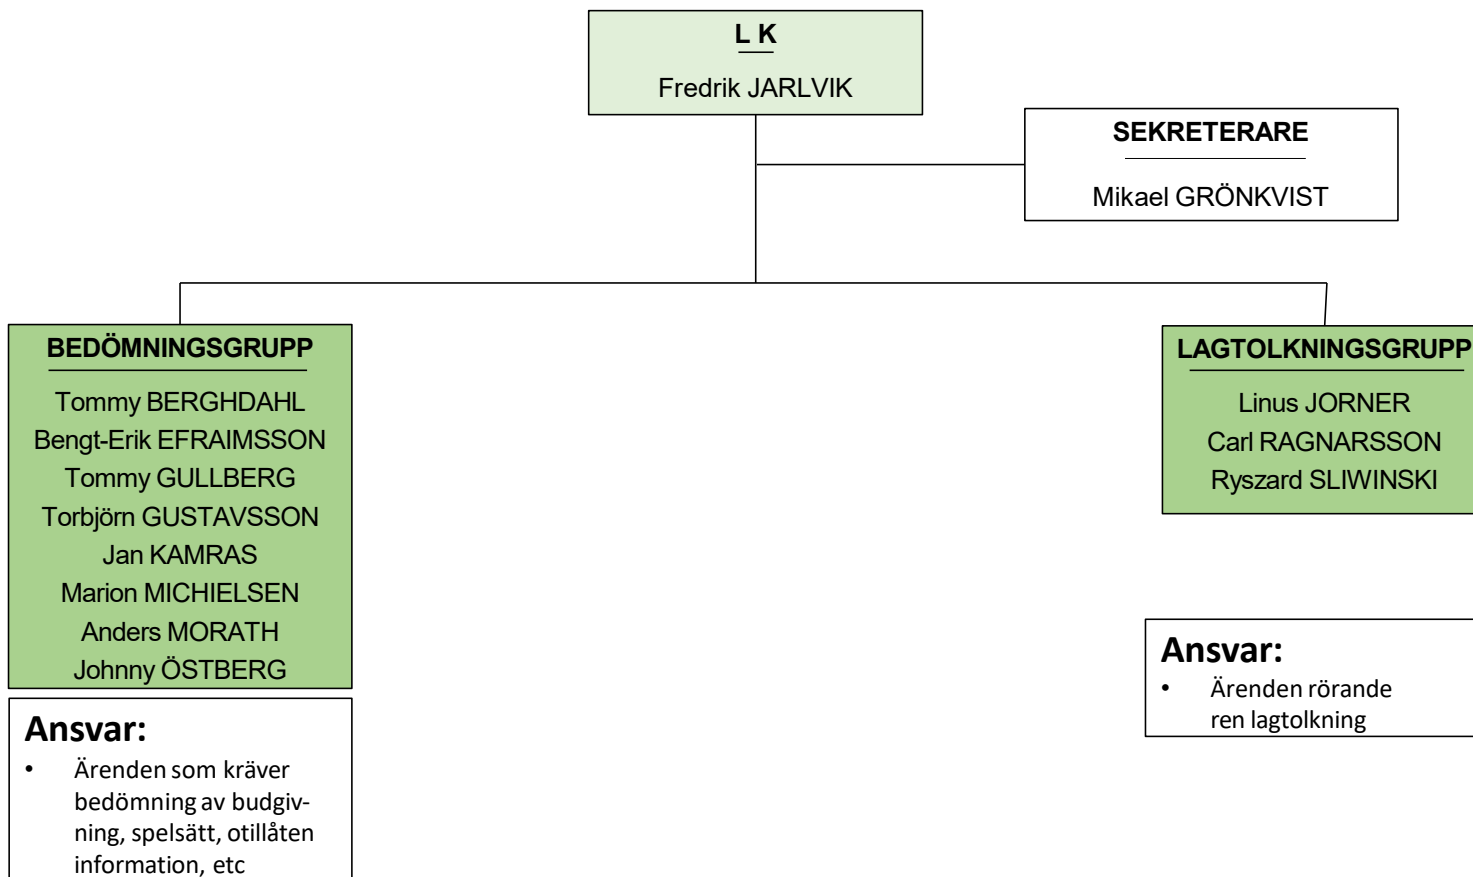 L K
Fredrik JARLVIK
SEKRETERARE
Mikael GRÖNKVIST
BEDÖMNINGSGRUPP
Tommy BERGHDAHL
Bengt-Erik EFRAIMSSON
Tommy GULLBERG
Torbjörn GUSTAVSSON
Jan KAMRAS
Marion MICHIELSEN
Anders MORATH
Johnny ÖSTBERG
Ansvar:
• Ärenden som kräver
bedömning av budgiv-
ning, spelsätt, otillåten
information, etc
LAGTOLKNINGSGRUPP
Linus JORNER
Carl RAGNARSSON
Ryszard SLIWINSKI
Ansvar:
• Ärenden rörande
ren lagtolkning